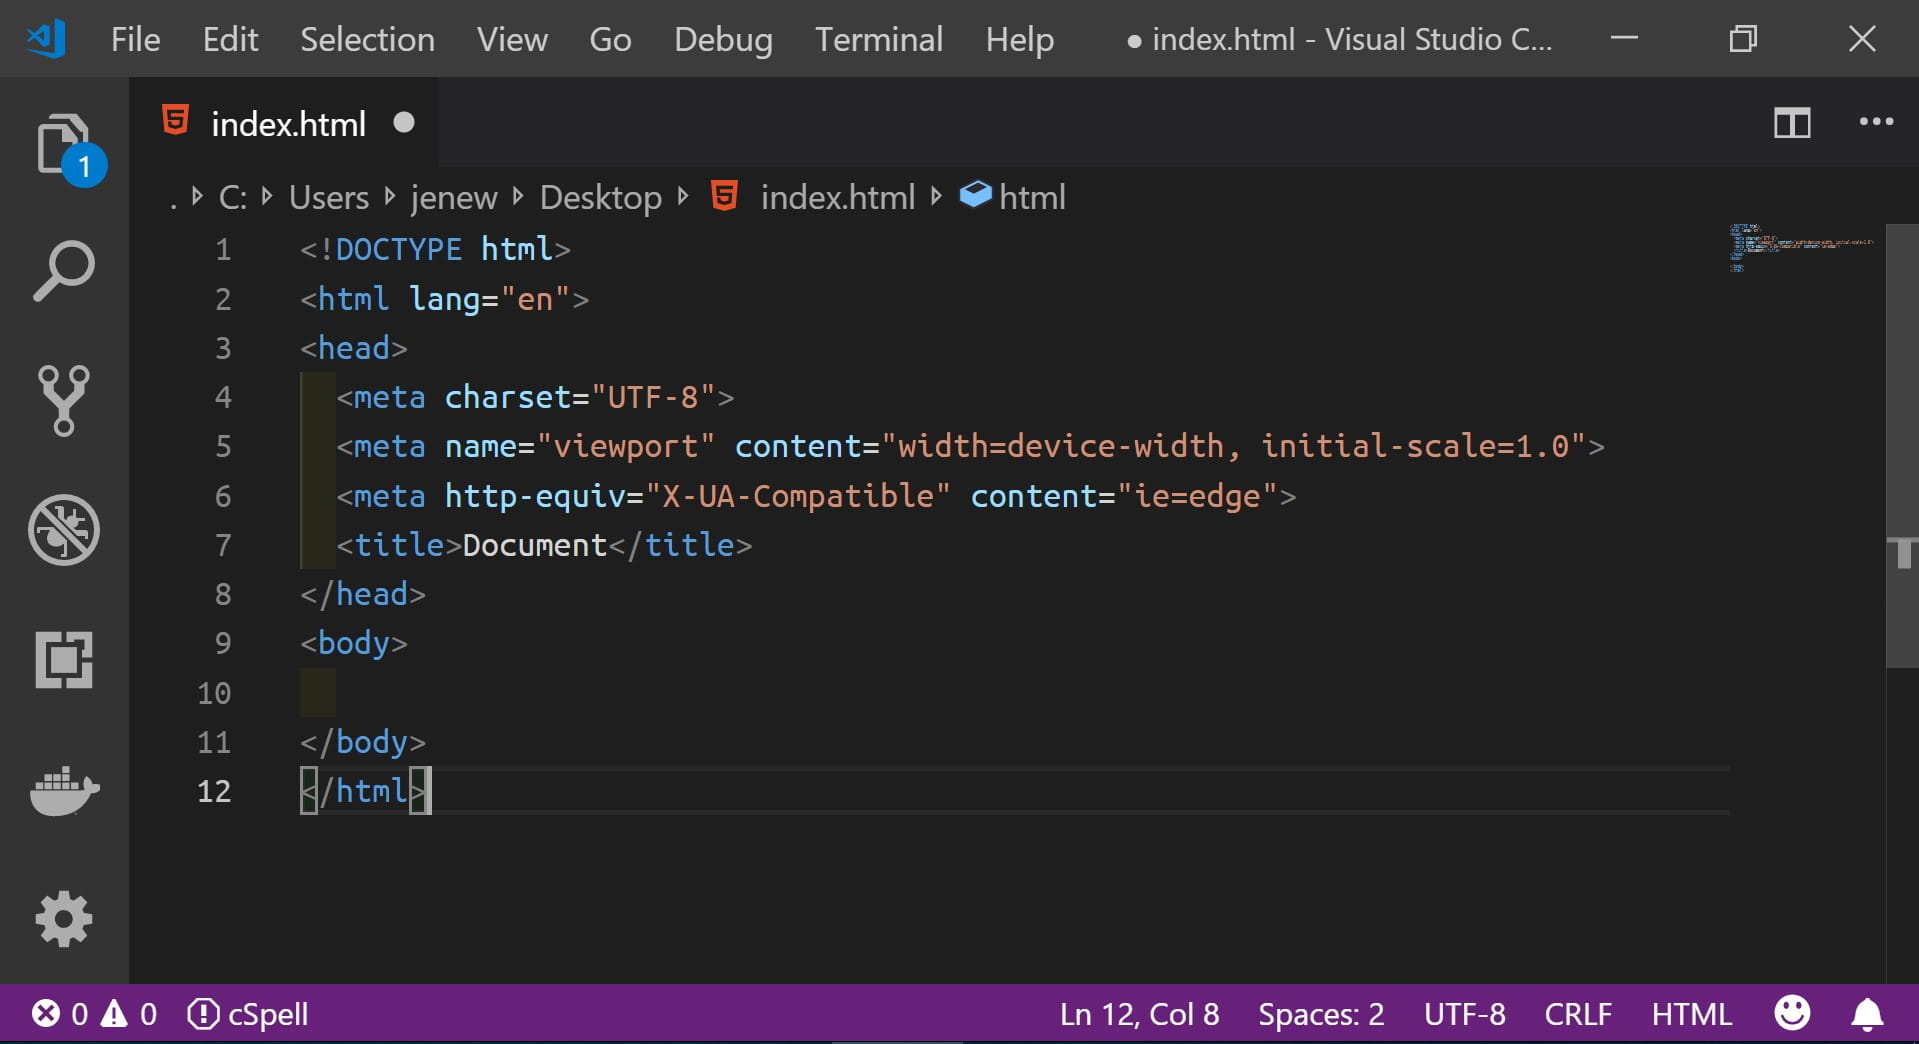 File Edit Selection View Go Debug Terminal Help ● index.html - Visual Studio C...
index.html ●
1
. C: Users jenew Desktop index.html html
1 <!DOCTYPE html>
2 <html lang="en">
3 <head>
4 <meta charset="UTF-8">
5 <meta name="viewport" content="width=device-width, initial-scale=1.0">
6 <meta http-equiv="X-UA-Compatible" content="ie=edge">
7 <title>Document</title>
8 </head>
9 <body>
10
11 </body>
12 </html>
0 0 cSpell Ln 12, Col 8 Spaces: 2 UTF-8 CRLF HTML